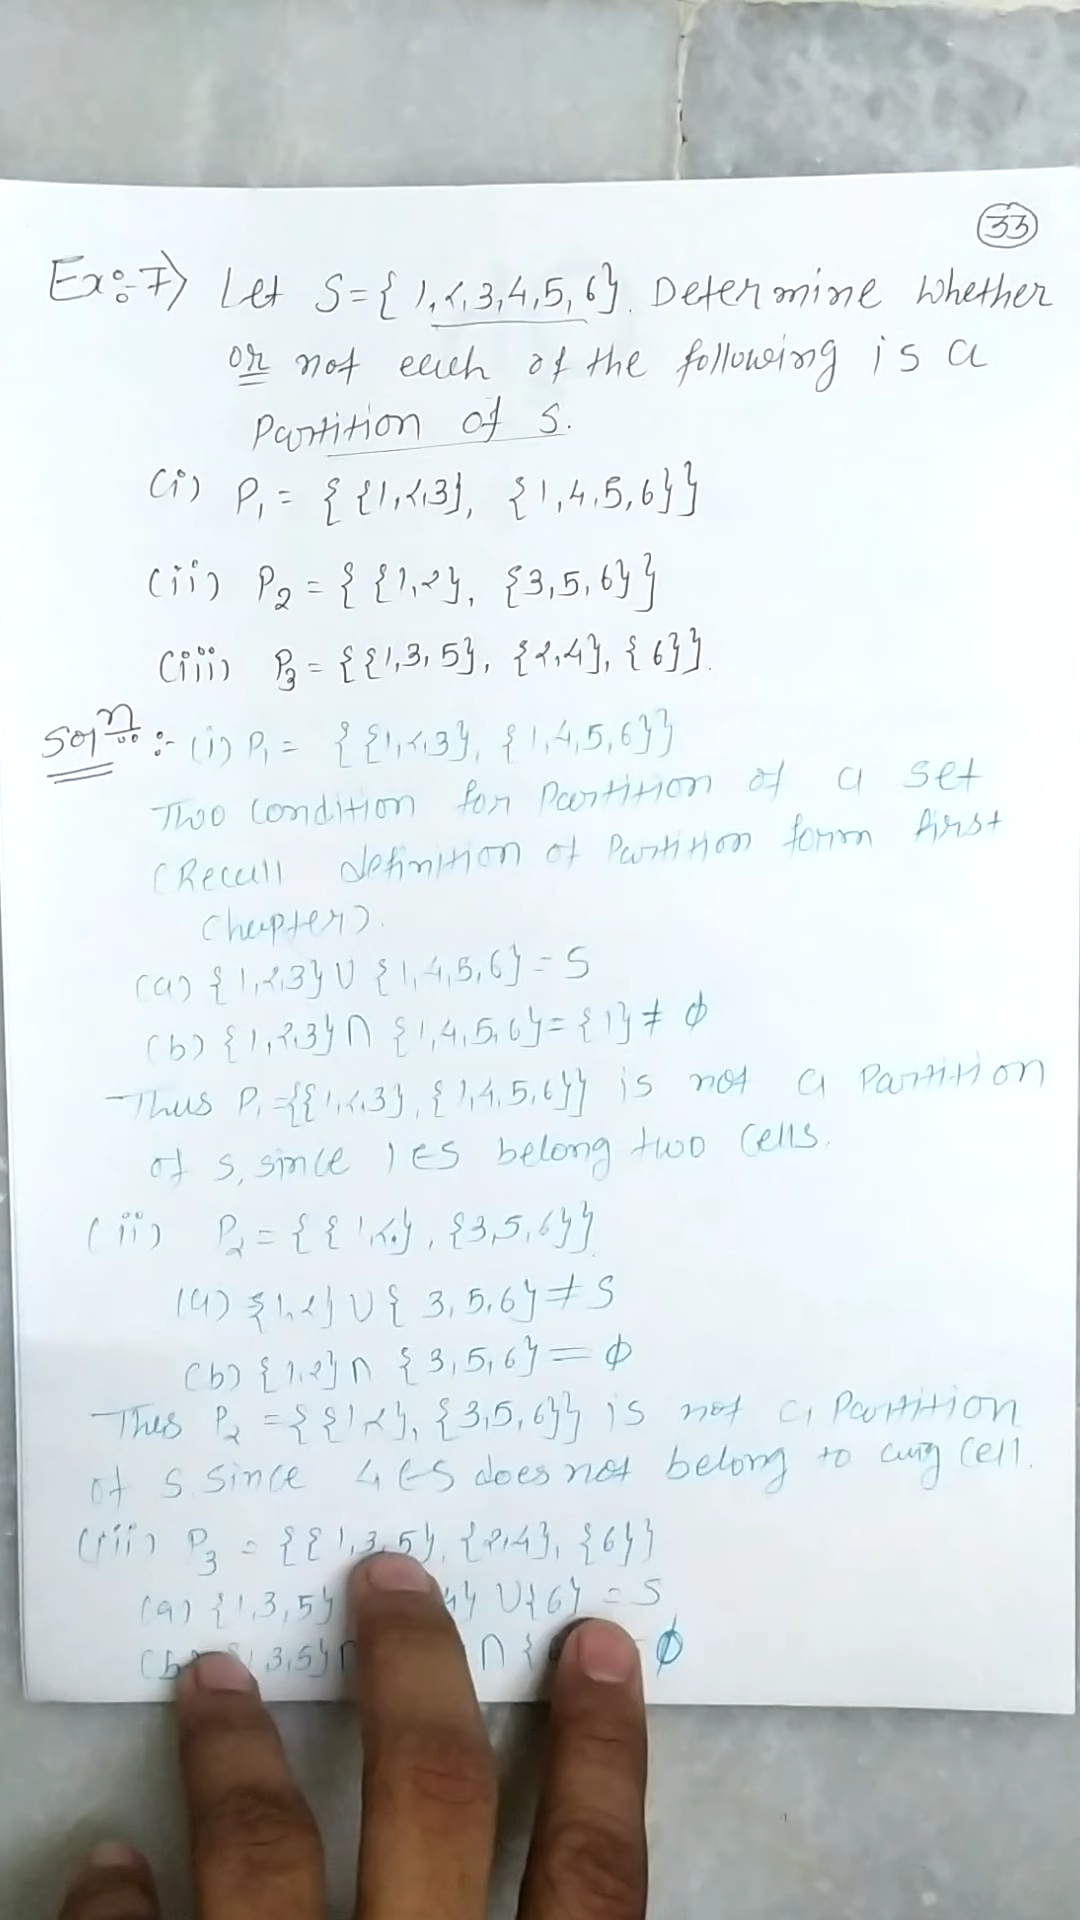 33
Ex:-7) Let S={1,2,3,4,5,6}. Determine whether
or not each of the following is a
Partition of S.
(i) P₁ = {{1,2,3}, {1,4,5,6}}
(ii) P₂ = {{1,2}, {3,5,6}}
(iii) P₃ = {{1,3,5}, {2,4}, {6}}.
Solⁿ :- (i) P₁ = {{1,2,3}, {1,4,5,6}}
Two condition for Partition of a set
(Recall definition of Partition form first
Chapter).
(a) {1,2,3} ∪ {1,4,5,6} = S
(b) {1,2,3} ∩ {1,4,5,6} = {1} ≠ ϕ
Thus P₁ = {{1,2,3}, {1,4,5,6}} is not a Partition
of S, since 1∈S belong two Cells.
(ii) P₂ = {{1,2}, {3,5,6}}
(a) {1,2} ∪ {3,5,6} ≠ S
(b) {1,2} ∩ {3,5,6} = ϕ
Thus P₂ = {{1,2}, {3,5,6}} is not a Partition
of S. Since 4∈S does not belong to any Cell.
(iii) P₃ = {{1,3,5}, {2,4}, {6}}
(a) {1,3,5} 4} ∪ {6} = S
(b) 3,5} ∩ ∩ { ϕ